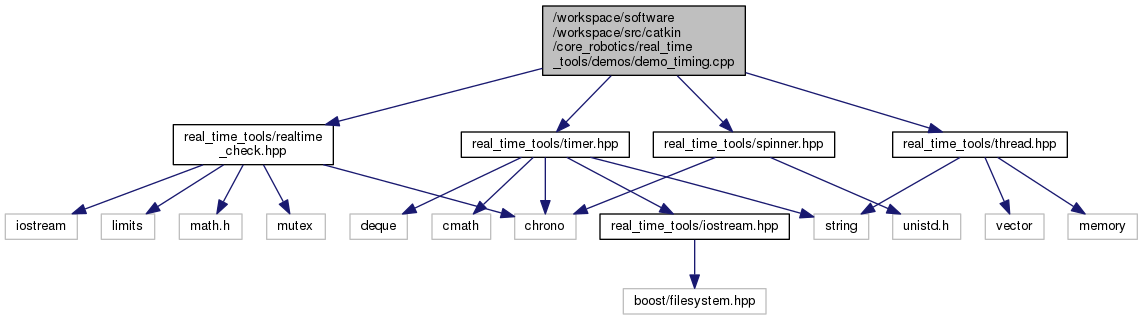 /workspace/software
/workspace/src/catkin
/core_robotics/real_time
_tools/demos/demo_timing.cpp
real_time_tools/realtime
_check.hpp
real_time_tools/timer.hpp
real_time_tools/spinner.hpp
real_time_tools/thread.hpp
iostream
limits
math.h
mutex
deque
cmath
chrono
real_time_tools/iostream.hpp
string
unistd.h
vector
memory
boost/filesystem.hpp